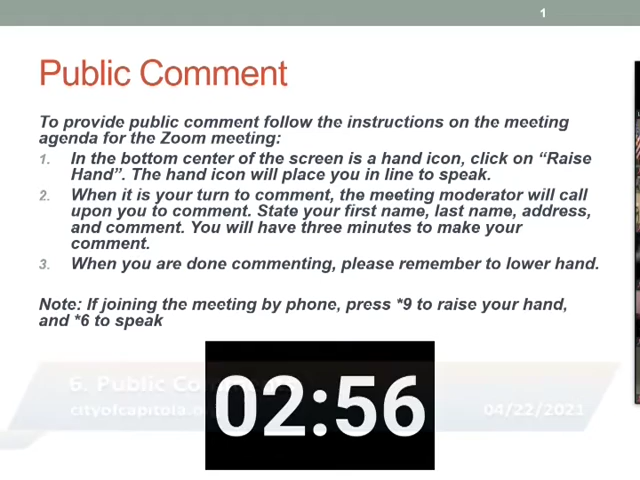 1
Public Comment
To provide public comment follow the instructions on the meeting
agenda for the Zoom meeting:
1. In the bottom center of the screen is a hand icon, click on “Raise
Hand”. The hand icon will place you in line to speak.
2. When it is your turn to comment, the meeting moderator will call
upon you to comment. State your first name, last name, address,
and comment. You will have three minutes to make your
comment.
3. When you are done commenting, please remember to lower hand.
Note: If joining the meeting by phone, press *9 to raise your hand,
and *6 to speak
6. Public
02:56
cityofcapitola. 04/22/2021